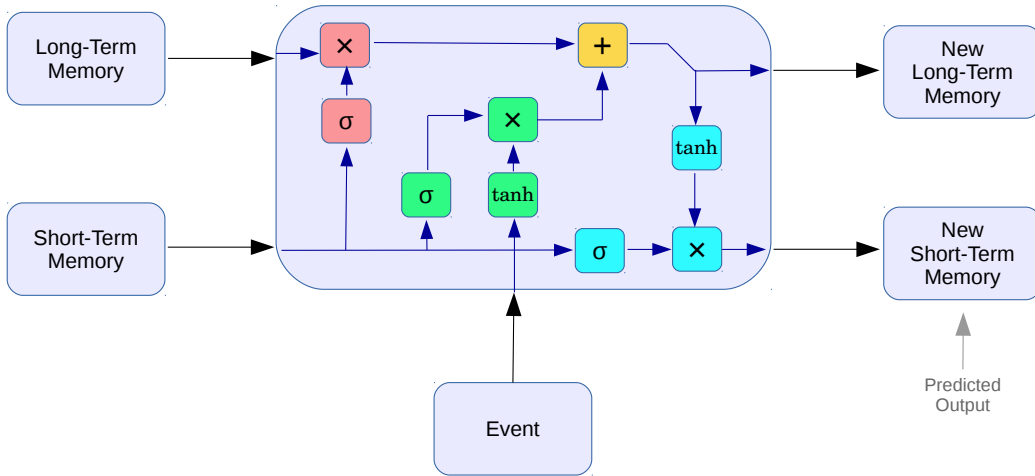 Long-Term
Memory
×
+
New
Long-Term
Memory
σ
×
tanh
σ
tanh
Short-Term
Memory
σ
×
New
Short-Term
Memory
Event
Predicted
Output